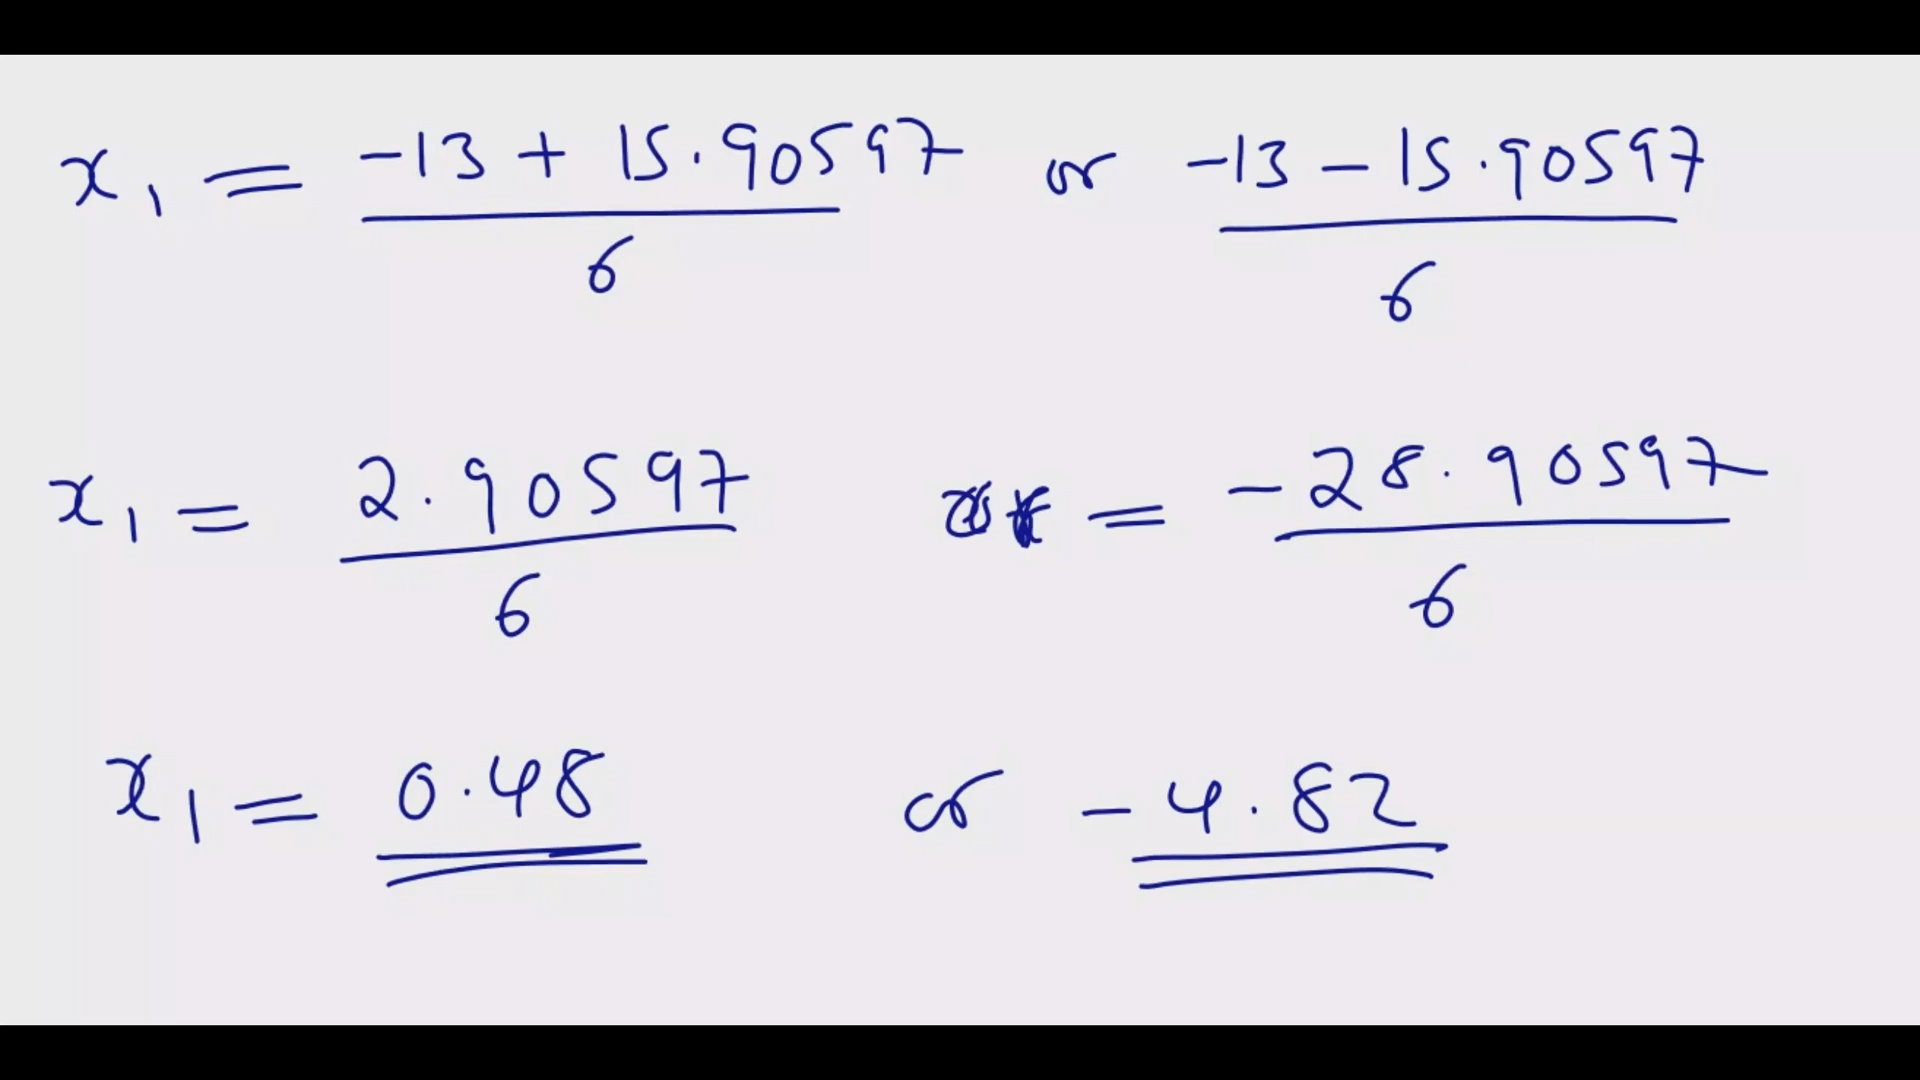 x₁ = (-13 + 15.90597)/6 or (-13 - 15.90597)/6
x₁ = 2.90597/6 = -28.90597/6
x₁ = 0.48 or -4.82